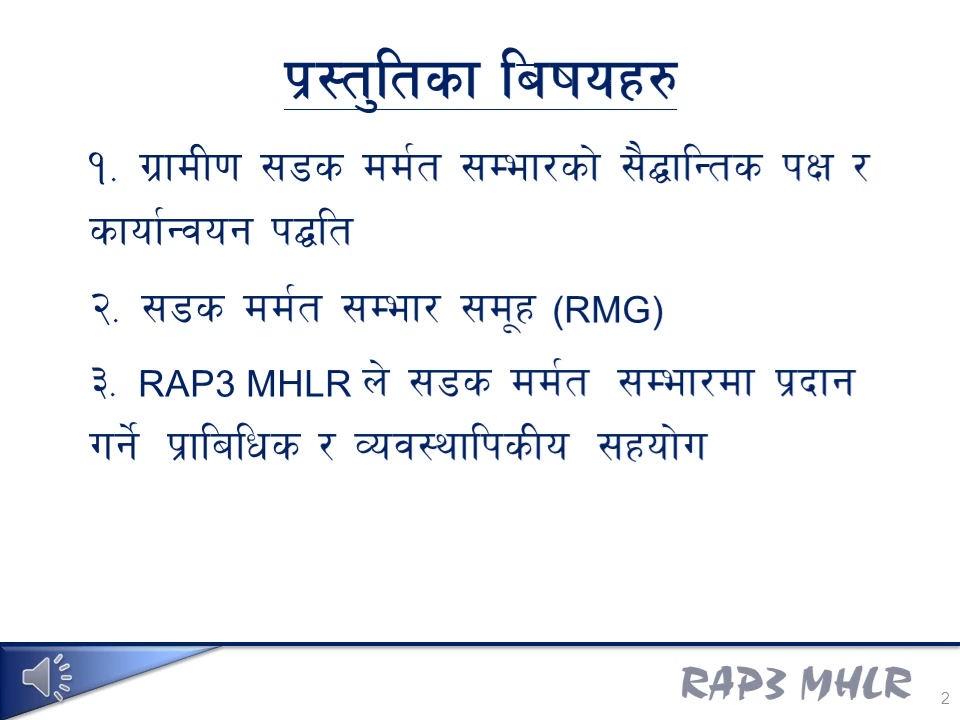 प्रस्तुतिका बिषयहरु
१. ग्रामीण सडक मर्मत सम्भारको सैद्धान्तिक पक्ष र
कार्यान्वयन पद्धति
२. सडक मर्मत सम्भार समूह (RMG)
३. RAP3 MHLR ले सडक मर्मत सम्भारमा प्रदान
गर्ने प्राबिधिक र व्यवस्थापिकीय सहयोग
RAP3 MHLR
2